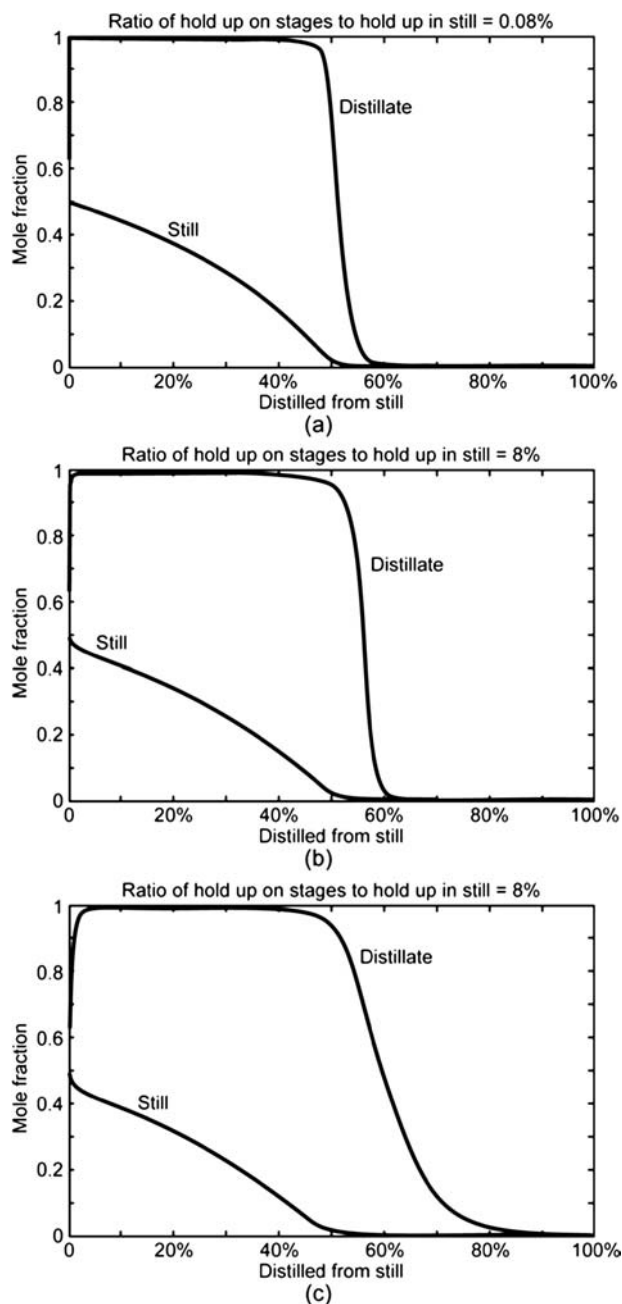 Ratio of hold up on stages to hold up in still = 0.08%
1
0.8
0.6
0.4
0.2
0
Mole fraction
Distillate
Still
0 20% 40% 60% 80% 100%
Distilled from still
(a)
Ratio of hold up on stages to hold up in still = 8%
1
0.8
0.6
0.4
0.2
0
Mole fraction
Distillate
Still
0 20% 40% 60% 80% 100%
Distilled from still
(b)
Ratio of hold up on stages to hold up in still = 8%
1
0.8
0.6
0.4
0.2
0
Mole fraction
Distillate
Still
0 20% 40% 60% 80% 100%
Distilled from still
(c)